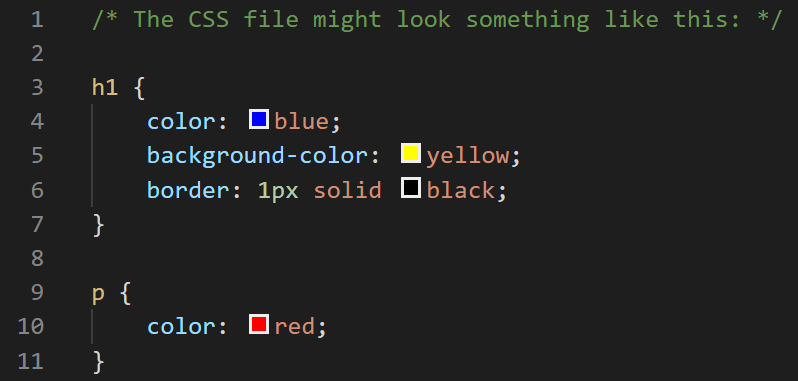 1 /* The CSS file might look something like this: */
2
3 h1 {
4 color: blue;
5 background-color: yellow;
6 border: 1px solid black;
7 }
8
9 p {
10 color: red;
11 }